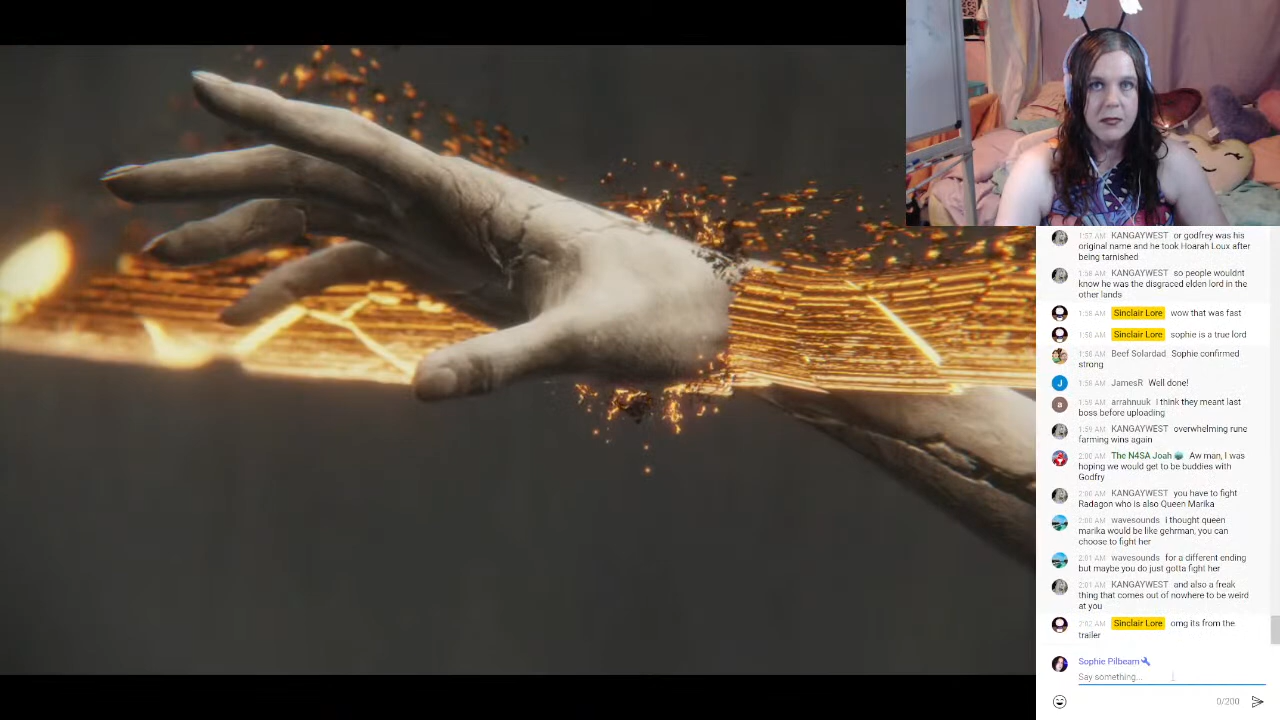 1:57 AM KANGAYWEST or godfrey was his
original name and he took Hoarah Loux after
being tarnished
1:58 AM KANGAYWEST so people wouldnt
know he was the disgraced elden lord in the
other lands
1:58 AM Sinclair Lore wow that was fast
1:58 AM Sinclair Lore sophie is a true lord
1:58 AM Beef Solardad Sophie confirmed
strong
J 1:58 AM JamesR Well done!
a 1:59 AM arrahnuuk I think they meant last
boss before uploading
1:59 AM KANGAYWEST overwhelming rune
farming wins again
2:00 AM The N4SA Joah Aw man, I was
hoping we would get to be buddies with
Godfry
2:00 AM KANGAYWEST you have to fight
Radagon who is also Queen Marika
2:00 AM wavesounds i thought queen
marika would be like gehrman, you can
choose to fight her
2:01 AM wavesounds for a different ending
but maybe you do just gotta fight her
2:01 AM KANGAYWEST and also a freak
thing that comes out of nowhere to be weird
at you
2:02 AM Sinclair Lore omg its from the
trailer
Sophie Pilbeam
Say something...
0/200